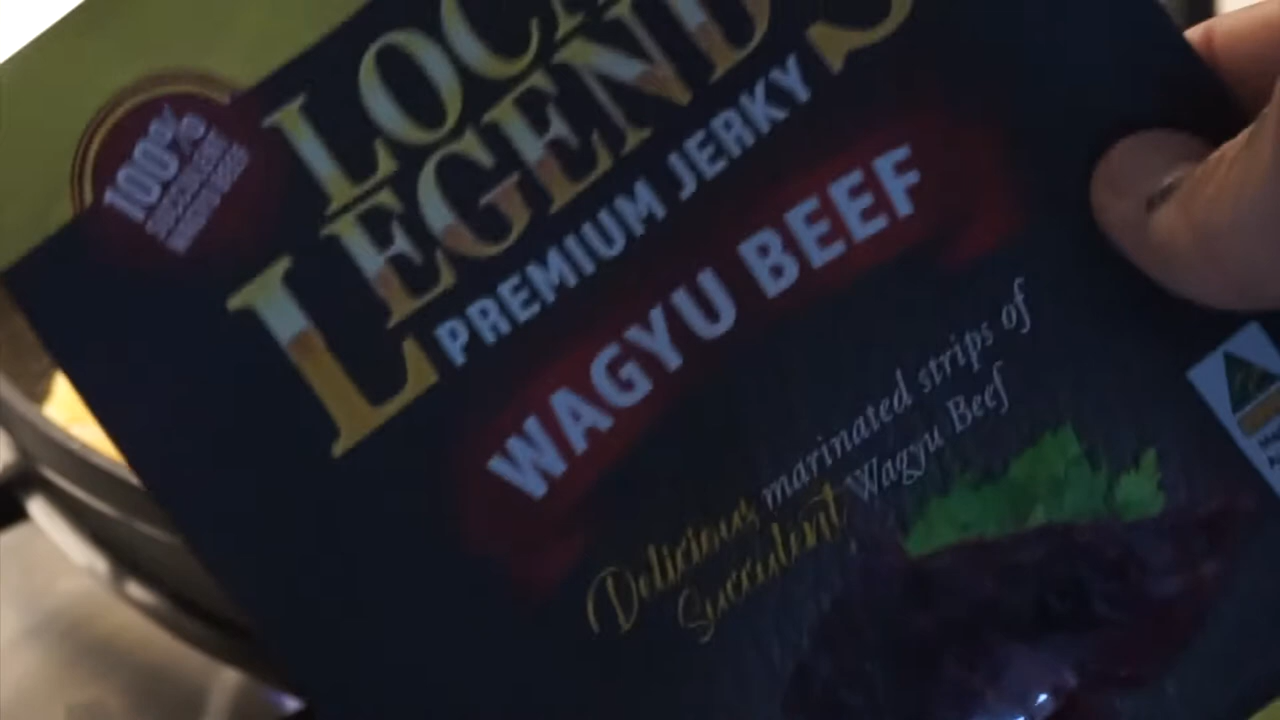 100%
LOCAL
LEGENDS
PREMIUM JERKY
WAGYU BEEF
Delicious marinated strips of
Succulent Wagyu Beef